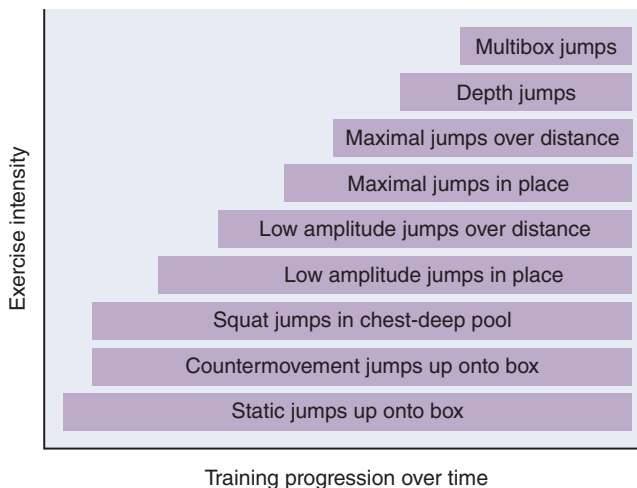 Multibox jumps
Depth jumps
Maximal jumps over distance
Maximal jumps in place
Low amplitude jumps over distance
Low amplitude jumps in place
Squat jumps in chest-deep pool
Countermovement jumps up onto box
Static jumps up onto box
Exercise intensity
Training progression over time